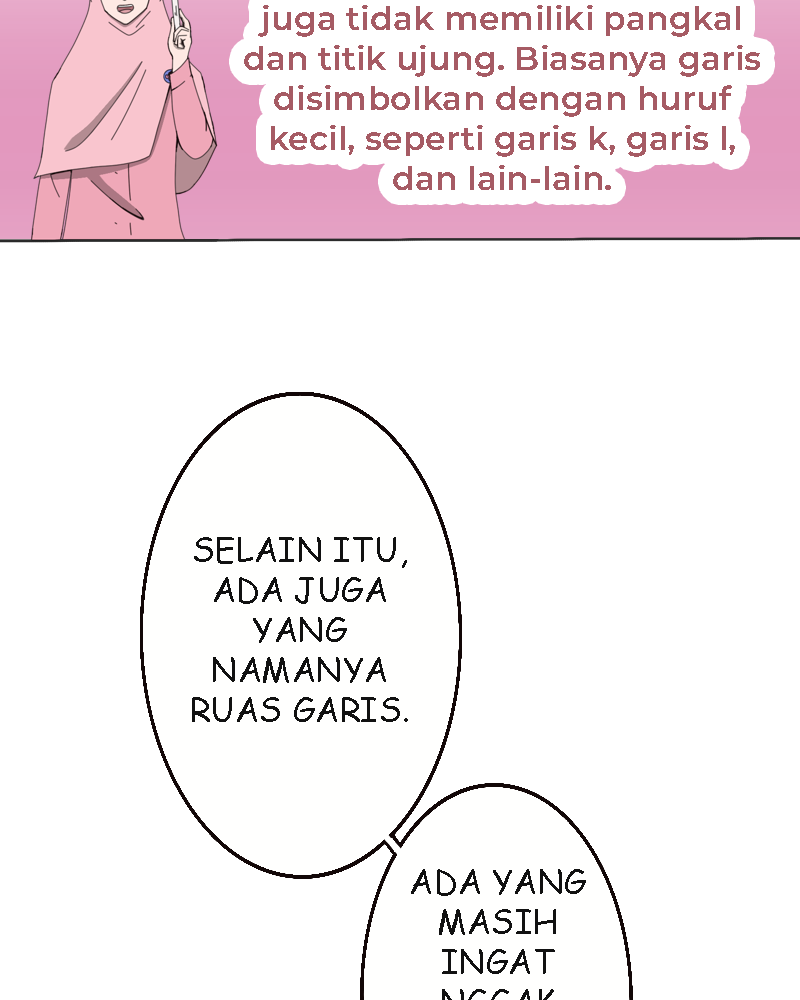 juga tidak memiliki pangkal
dan titik ujung. Biasanya garis
disimbolkan dengan huruf
kecil, seperti garis k, garis l,
dan lain-lain.
SELAIN ITU,
ADA JUGA
YANG
NAMANYA
RUAS GARIS.
ADA YANG
MASIH
INGAT
NGGAK